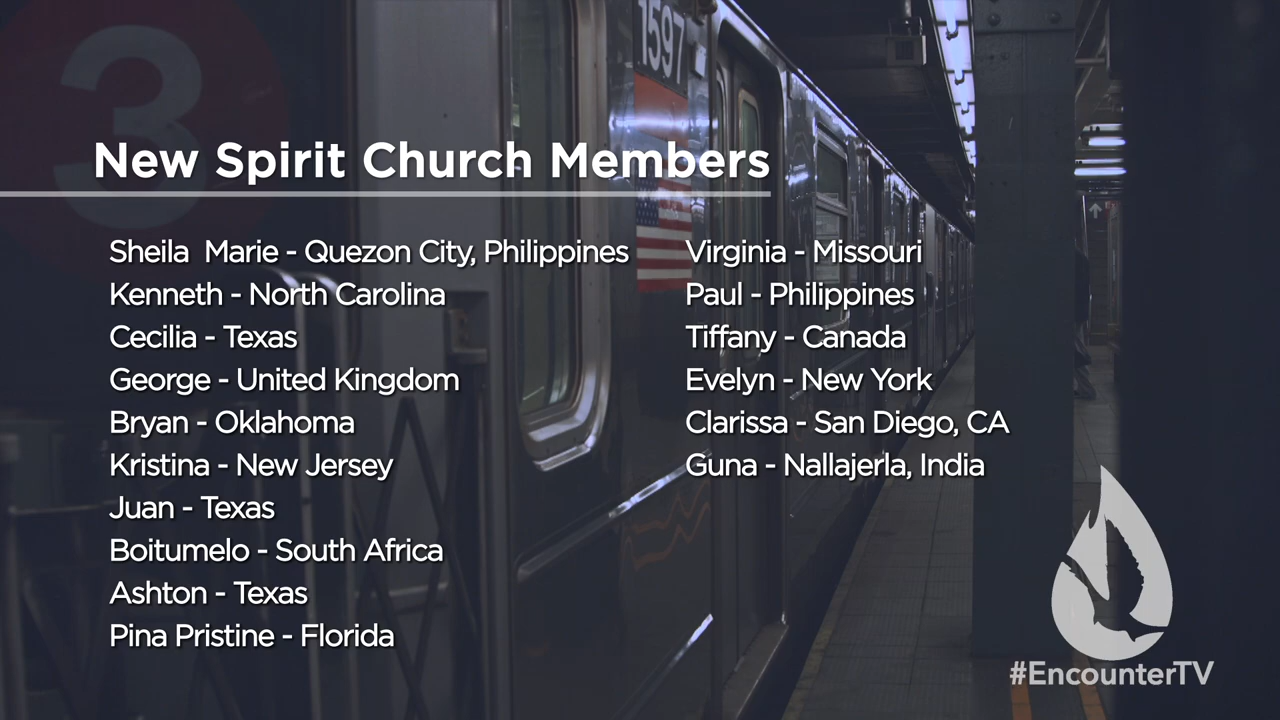 3
1597
New Spirit Church Members
Sheila  Marie - Quezon City, Philippines
Kenneth - North Carolina
Cecilia - Texas
George - United Kingdom
Bryan - Oklahoma
Kristina - New Jersey
Juan - Texas
Boitumelo - South Africa
Ashton - Texas
Pina Pristine - Florida
Virginia - Missouri
Paul - Philippines
Tiffany - Canada
Evelyn - New York
Clarissa - San Diego, CA
Guna - Nallajerla, India
#EncounterTV